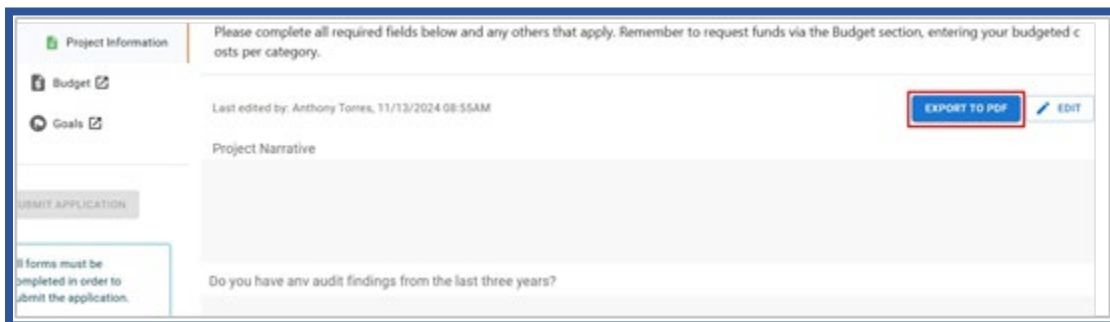 Project Information
Budget
Goals
SUBMIT APPLICATION
ll forms must be
ompleted in order to
ubmit the application.
Please complete all required fields below and any others that apply. Remember to request funds via the Budget section, entering your budgeted c
osts per category.
Last edited by: Anthony Torres, 11/13/2024 08:55AM
EXPORT TO PDF
EDIT
Project Narrative
Do you have any audit findings from the last three years?